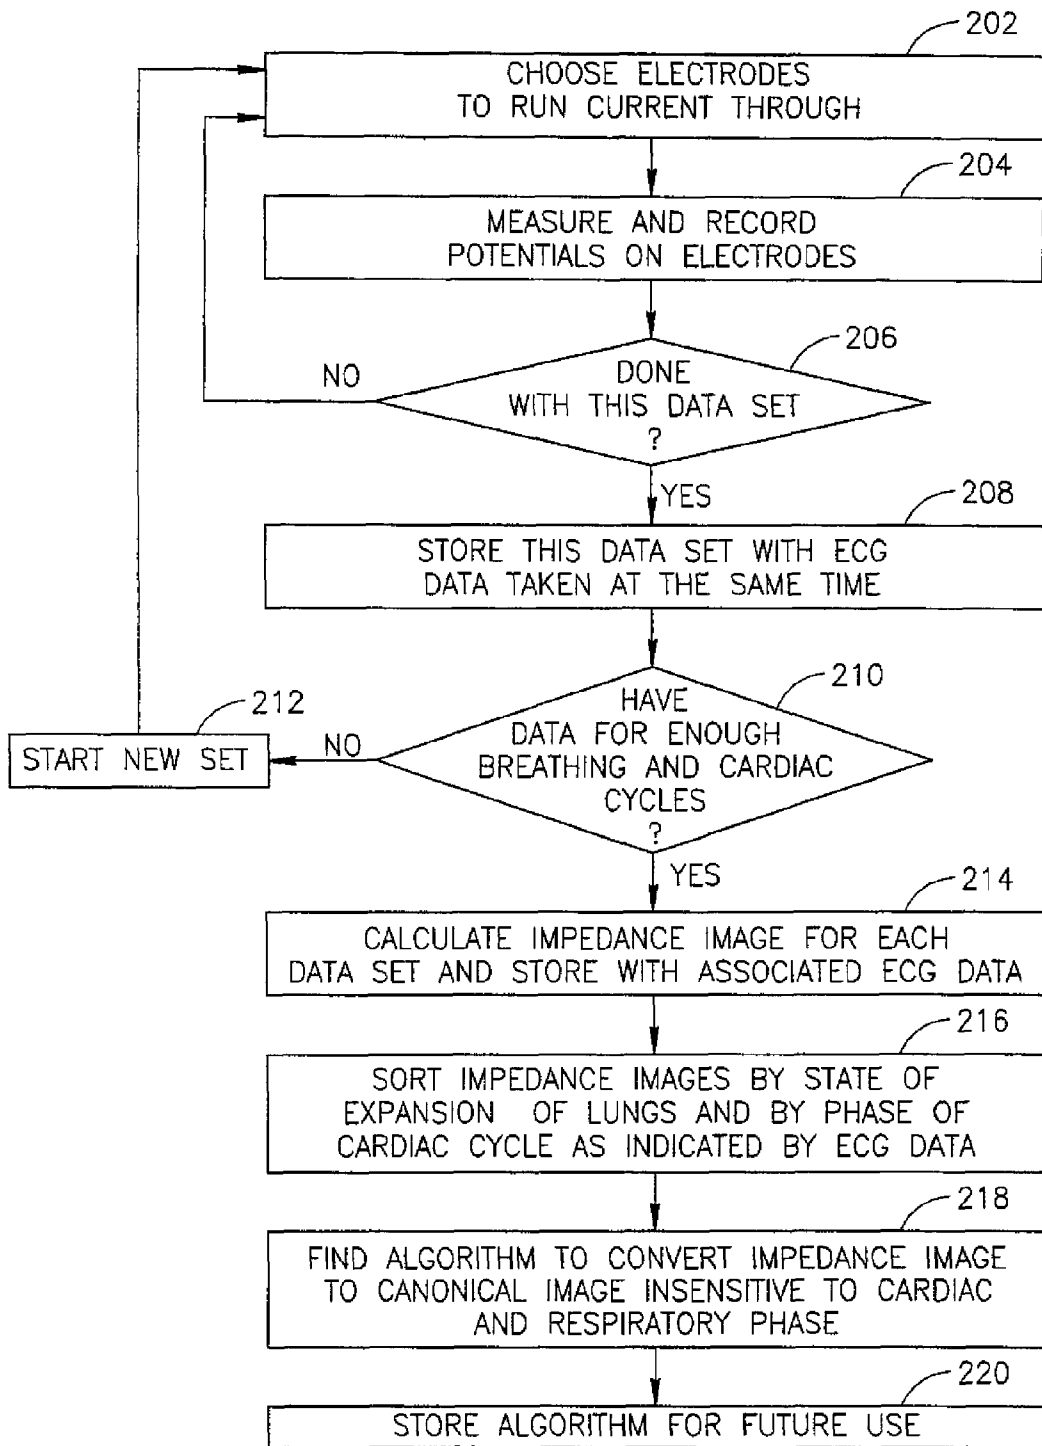 202
CHOOSE ELECTRODES
TO RUN CURRENT THROUGH
204
MEASURE AND RECORD
POTENTIALS ON ELECTRODES
206
DONE
WITH THIS DATA SET
?
NO
YES
208
STORE THIS DATA SET WITH ECG
DATA TAKEN AT THE SAME TIME
210
HAVE
DATA FOR ENOUGH
BREATHING AND CARDIAC
CYCLES
?
NO
212
START NEW SET
YES
214
CALCULATE IMPEDANCE IMAGE FOR EACH
DATA SET AND STORE WITH ASSOCIATED ECG DATA
216
SORT IMPEDANCE IMAGES BY STATE OF
EXPANSION OF LUNGS AND BY PHASE OF
CARDIAC CYCLE AS INDICATED BY ECG DATA
218
FIND ALGORITHM TO CONVERT IMPEDANCE IMAGE
TO CANONICAL IMAGE INSENSITIVE TO CARDIAC
AND RESPIRATORY PHASE
220
STORE ALGORITHM FOR FUTURE USE